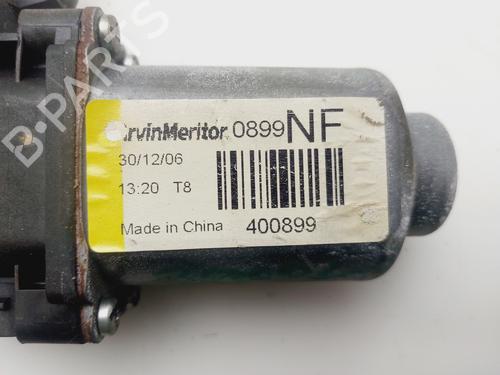 ArvinMeritor. 0899NF
30/12/06
13:20 T8
Made in China 400899
B-PARTS